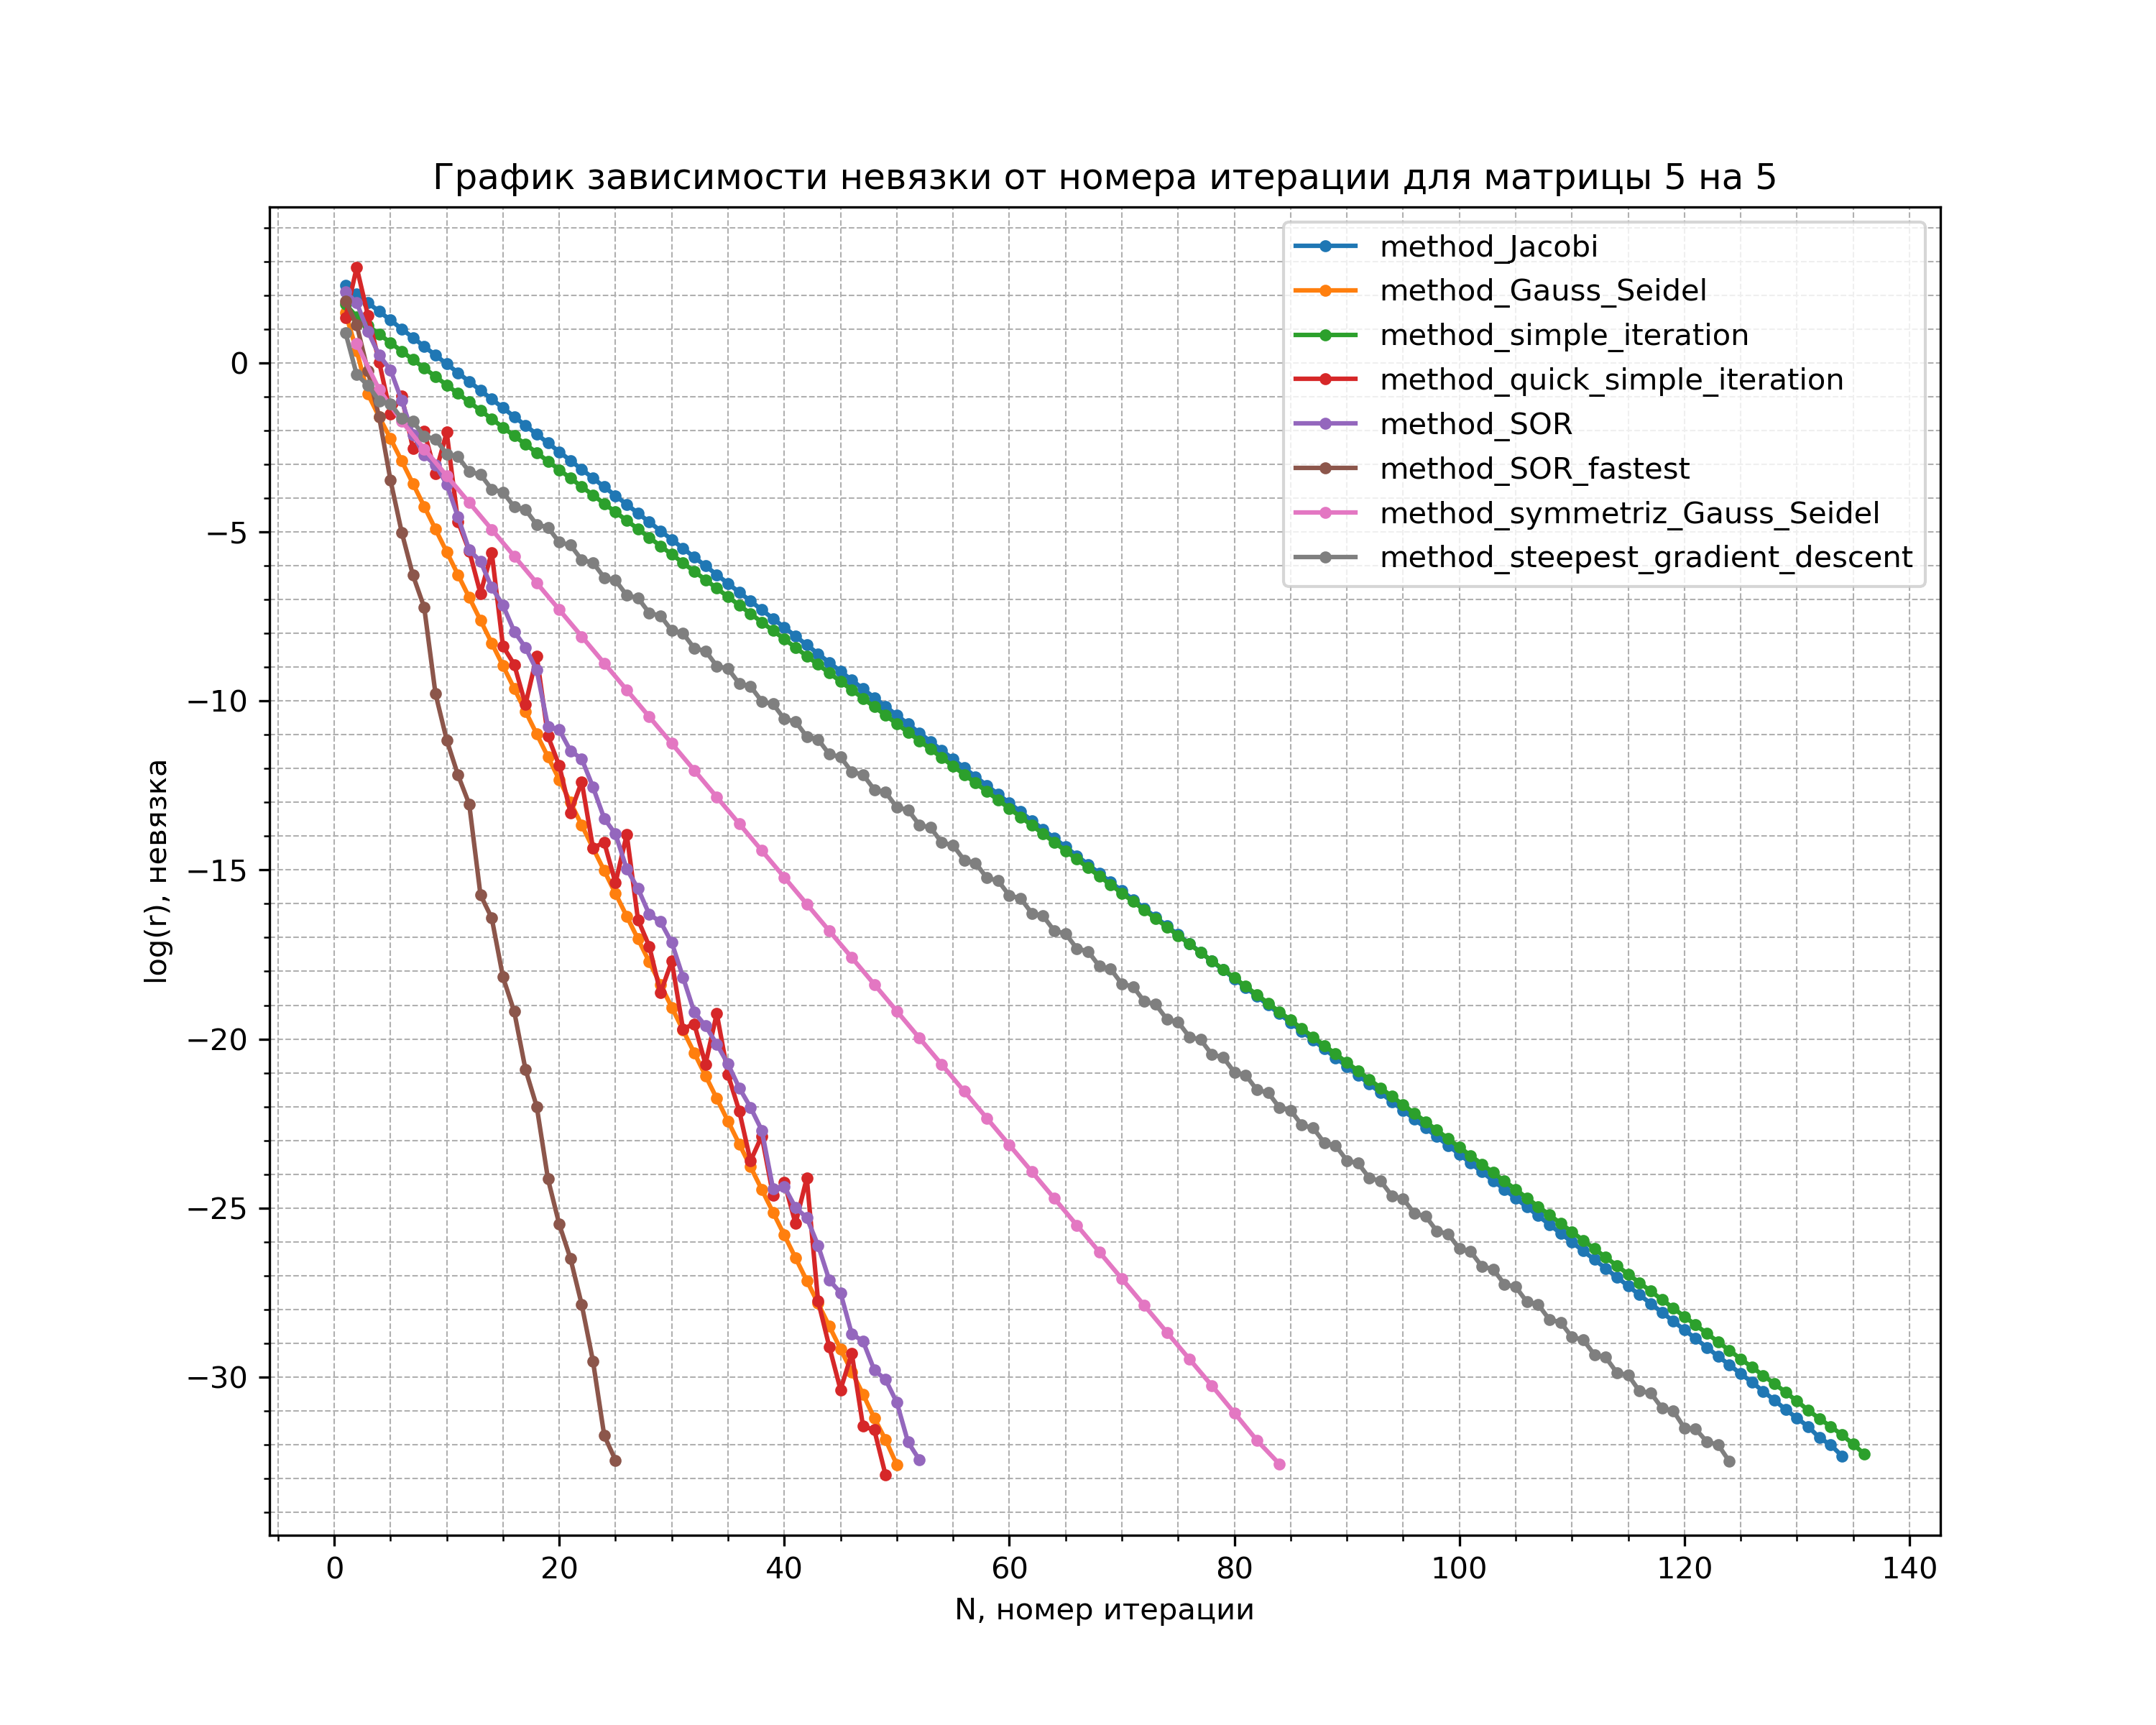 График зависимости невязки от номера итерации для матрицы 5 на 5
method_Jacobi
method_Gauss_Seidel
method_simple_iteration
method_quick_simple_iteration
method_SOR
method_SOR_fastest
method_symmetriz_Gauss_Seidel
method_steepest_gradient_descent
log(r), невязка
0
−5
−10
−15
−20
−25
−30
0 20 40 60 80 100 120 140
N, номер итерации